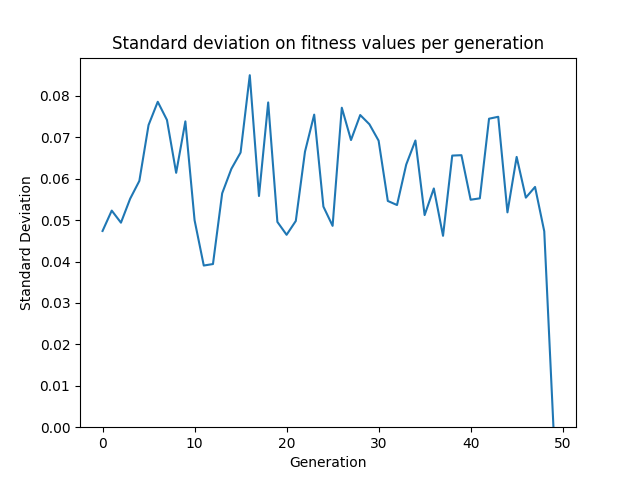 Standard deviation on fitness values per generation
Standard Deviation
0.08
0.07
0.06
0.05
0.04
0.03
0.02
0.01
0.00
0 10 20 30 40 50
Generation